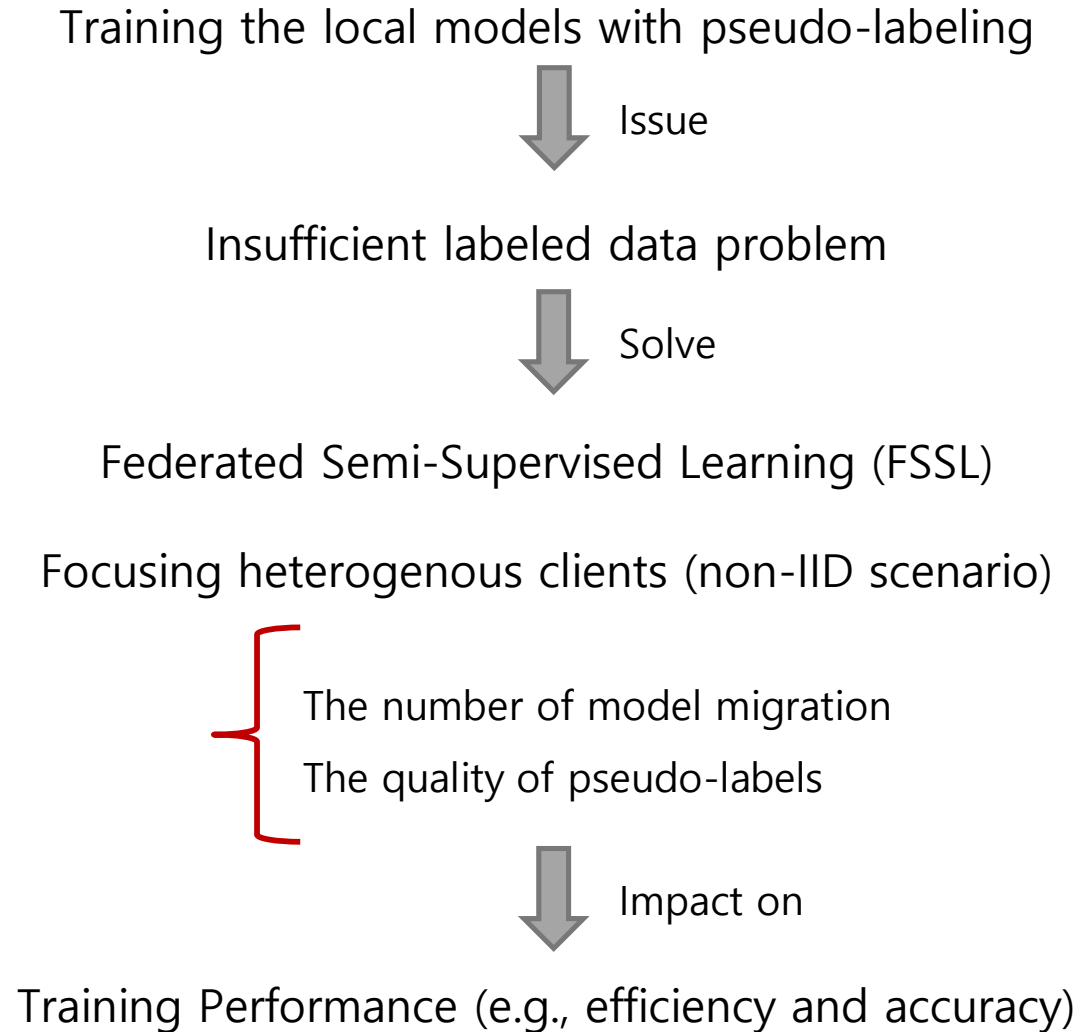 Training the local models with pseudo-labeling
Issue
Insufficient labeled data problem
Solve
Federated Semi-Supervised Learning (FSSL)
Focusing heterogenous clients (non-IID scenario)
The number of model migration
The quality of pseudo-labels
Impact on
Training Performance (e.g., efficiency and accuracy)